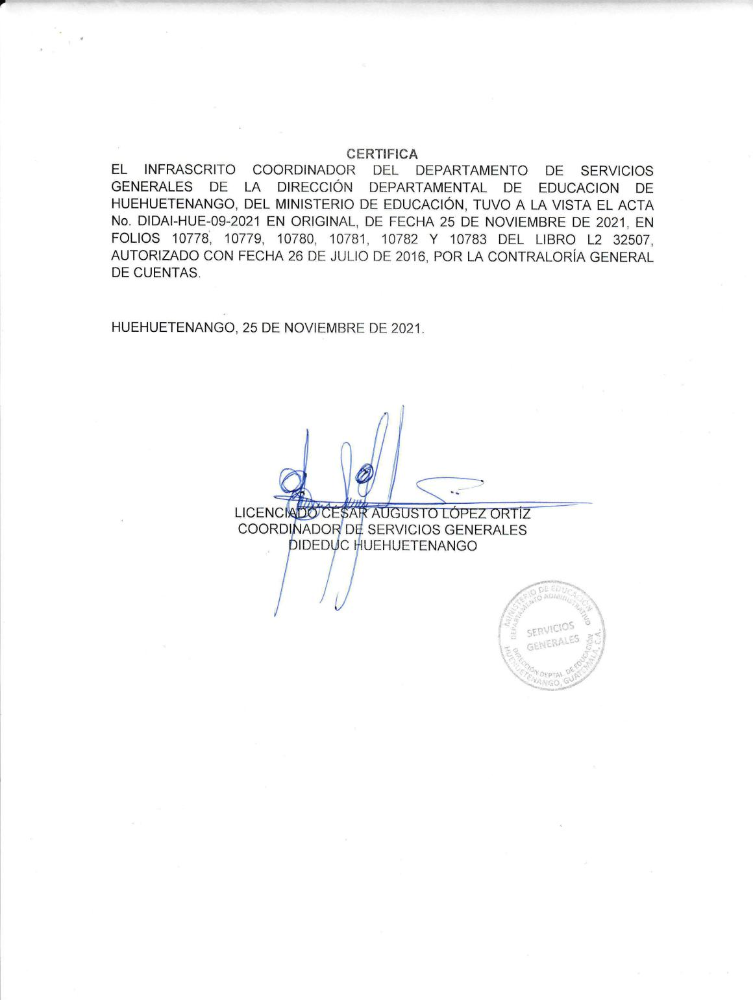 CERTIFICA
EL INFRASCRITO COORDINADOR DEL DEPARTAMENTO DE SERVICIOS
GENERALES DE LA DIRECCIÓN DEPARTAMENTAL DE EDUCACION DE
HUEHUETENANGO, DEL MINISTERIO DE EDUCACIÓN, TUVO A LA VISTA EL ACTA
No. DIDAI-HUE-09-2021 EN ORIGINAL, DE FECHA 25 DE NOVIEMBRE DE 2021, EN
FOLIOS 10778, 10779, 10780, 10781, 10782 Y 10783 DEL LIBRO L2 32507,
AUTORIZADO CON FECHA 26 DE JULIO DE 2016, POR LA CONTRALORÍA GENERAL
DE CUENTAS.
HUEHUETENANGO, 25 DE NOVIEMBRE DE 2021.
LICENCIADO CESAR AUGUSTO LÓPEZ ORTÍZ
COORDINADOR DE SERVICIOS GENERALES
DIDEDUC HUEHUETENANGO
MINISTERIO DE EDUCACIÓN
DEPARTAMENTO ADMINISTRATIVO
SERVICIOS
GENERALES
DIRECCIÓN DEPTAL. DE EDUCACIÓN
HUEHUETENANGO, GUATEMALA, C.A.